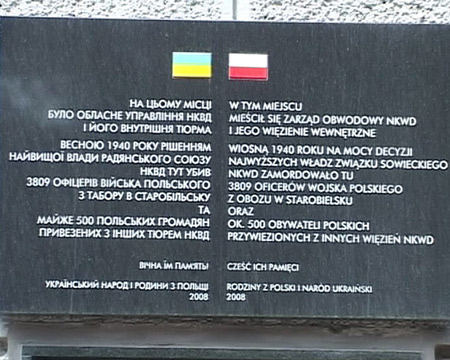 НА ЦЬОМУ МІСЦІ
БУЛО ОБЛАСНЕ УПРАВЛІННЯ НКВД
І ЙОГО ВНУТРІШНЯ ТЮРМА
ВЕСНОЮ 1940 РОКУ РІШЕННЯМ
НАЙВИЩОЇ ВЛАДИ РАДЯНСЬКОГО СОЮЗУ
НКВД ТУТ УБИВ
3809 ОФІЦЕРІВ ВІЙСЬКА ПОЛЬСЬКОГО
З ТАБОРУ В СТАРОБІЛЬСЬКУ
ТА
МАЙЖЕ 500 ПОЛЬСЬКИХ ГРОМАДЯН
ПРИВЕЗЕНИХ З ІНШИХ ТЮРЕМ НКВД
ВІЧНА ЇМ ПАМ'ЯТЬ!
УКРАЇНСЬКИЙ НАРОД І РОДИНИ З ПОЛЬЩІ
2008
W TYM MIEJSCU
MIEŚCIŁ SIĘ ZARZĄD OBWODOWY NKWD
I JEGO WIĘZIENIE WEWNĘTRZNE
WIOSNĄ 1940 ROKU NA MOCY DECYZJI
NAJWYŻSZYCH WŁADZ ZWIĄZKU SOWIECKIEGO
NKWD ZAMORDOWAŁO TU
3809 OFICERÓW WOJSKA POLSKIEGO
Z OBOZU W STAROBIELSKU
ORAZ
OK. 500 OBYWATELI POLSKICH
PRZYWIEZIONYCH Z INNYCH WIĘZIEŃ NKWD
CZEŚĆ ICH PAMIĘCI
RODZINY Z POLSKI I NARÓD UKRAIŃSKI
2008